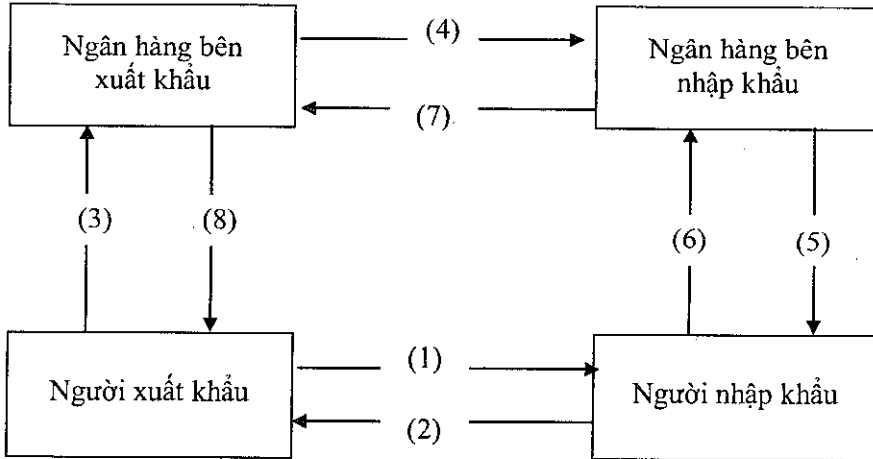 Ngân hàng bên
xuất khẩu
(4)
Ngân hàng bên
nhập khẩu
(7)
(3)
(8)
(6)
(5)
Người xuất khẩu
(1)
Người nhập khẩu
(2)